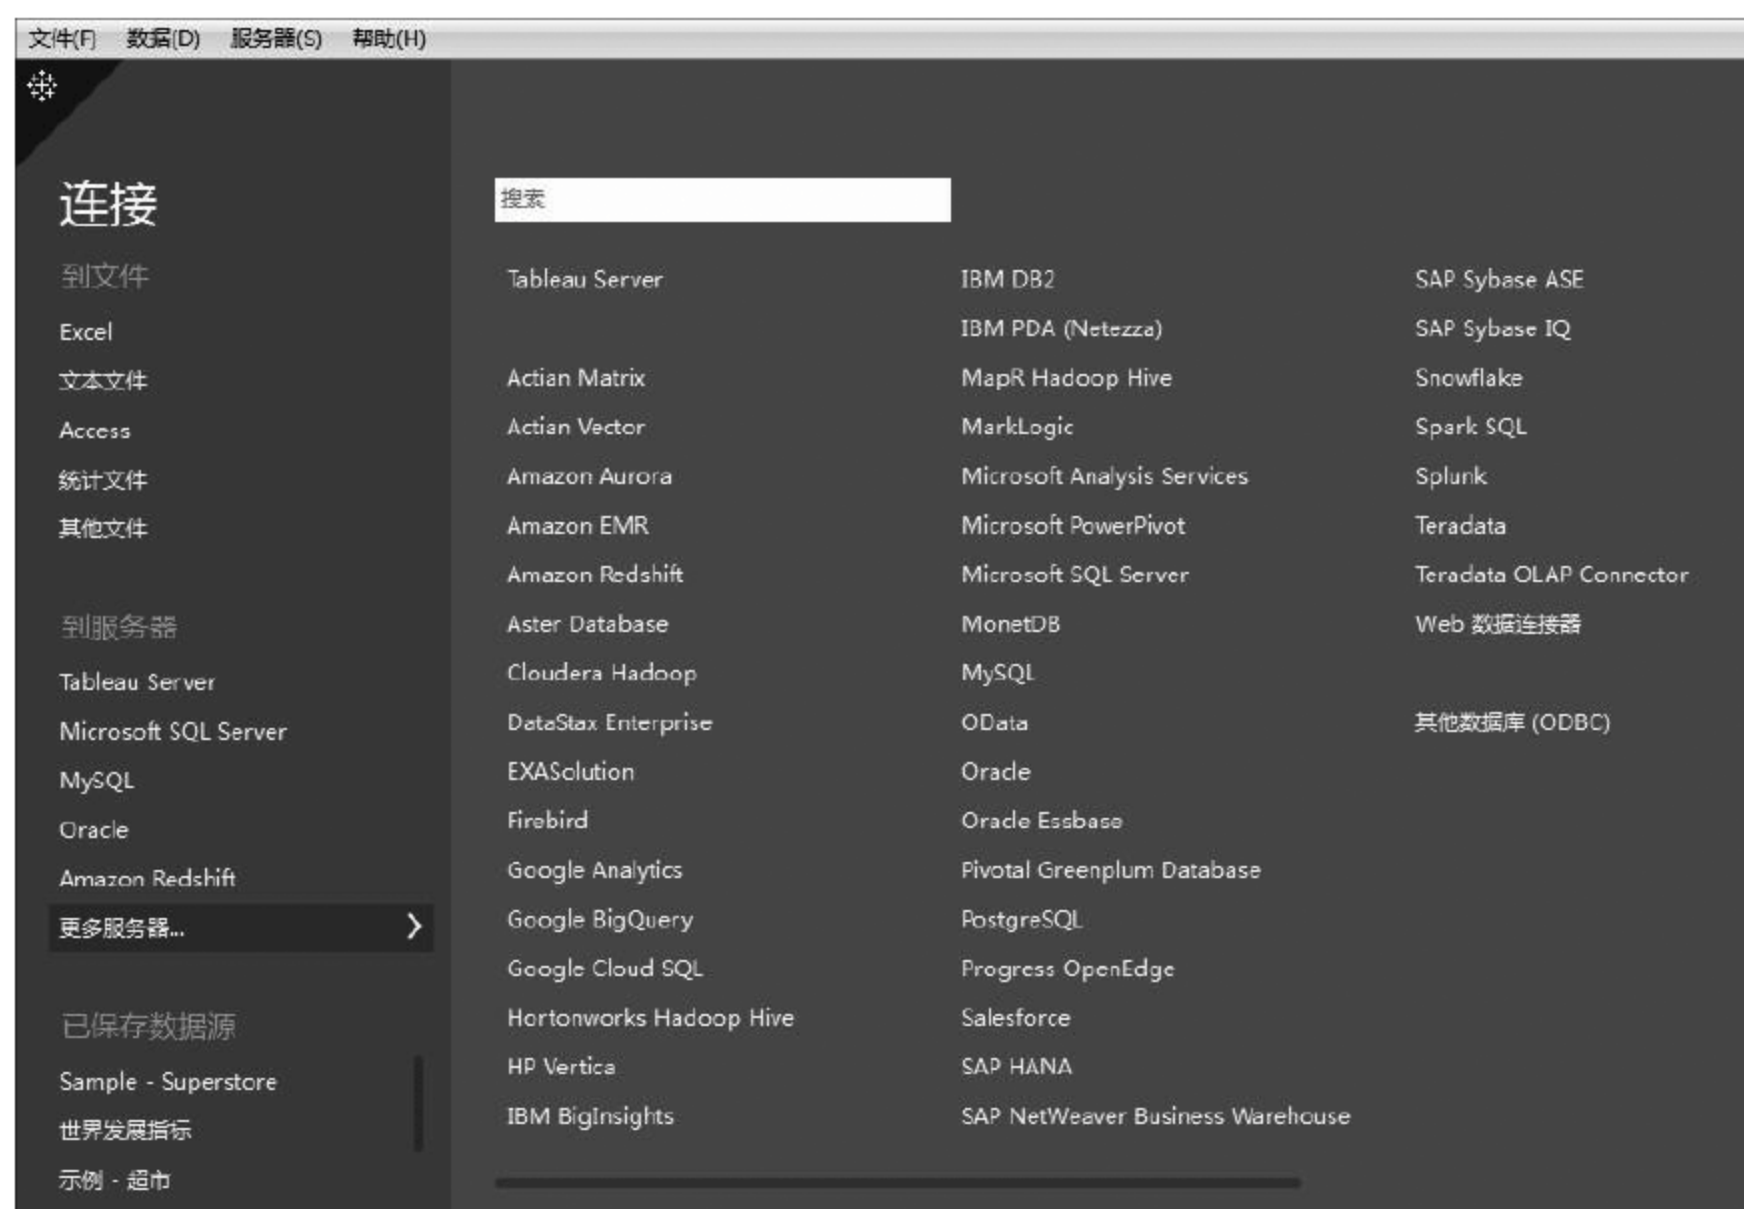 文件(F) 数据(D) 服务器(S) 帮助(H)
连接
到文件
Excel
文本文件
Access
统计文件
其他文件
到服务器
Tableau Server
Microsoft SQL Server
MySQL
Oracle
Amazon Redshift
更多服务器...
已保存数据源
Sample - Superstore
世界发展指标
示例 - 超市
搜索
Tableau Server
Actian Matrix
Actian Vector
Amazon Aurora
Amazon EMR
Amazon Redshift
Aster Database
Cloudera Hadoop
DataStax Enterprise
EXASolution
Firebird
Google Analytics
Google BigQuery
Google Cloud SQL
Hortonworks Hadoop Hive
HP Vertica
IBM BigInsights
IBM DB2
IBM PDA (Netezza)
MapR Hadoop Hive
MarkLogic
Microsoft Analysis Services
Microsoft PowerPivot
Microsoft SQL Server
MonetDB
MySQL
OData
Oracle
Oracle Essbase
Pivotal Greenplum Database
PostgreSQL
Progress OpenEdge
Salesforce
SAP HANA
SAP NetWeaver Business Warehouse
SAP Sybase ASE
SAP Sybase IQ
Snowflake
Spark SQL
Splunk
Teradata
Teradata OLAP Connector
Web 数据连接器
其他数据库 (ODBC)